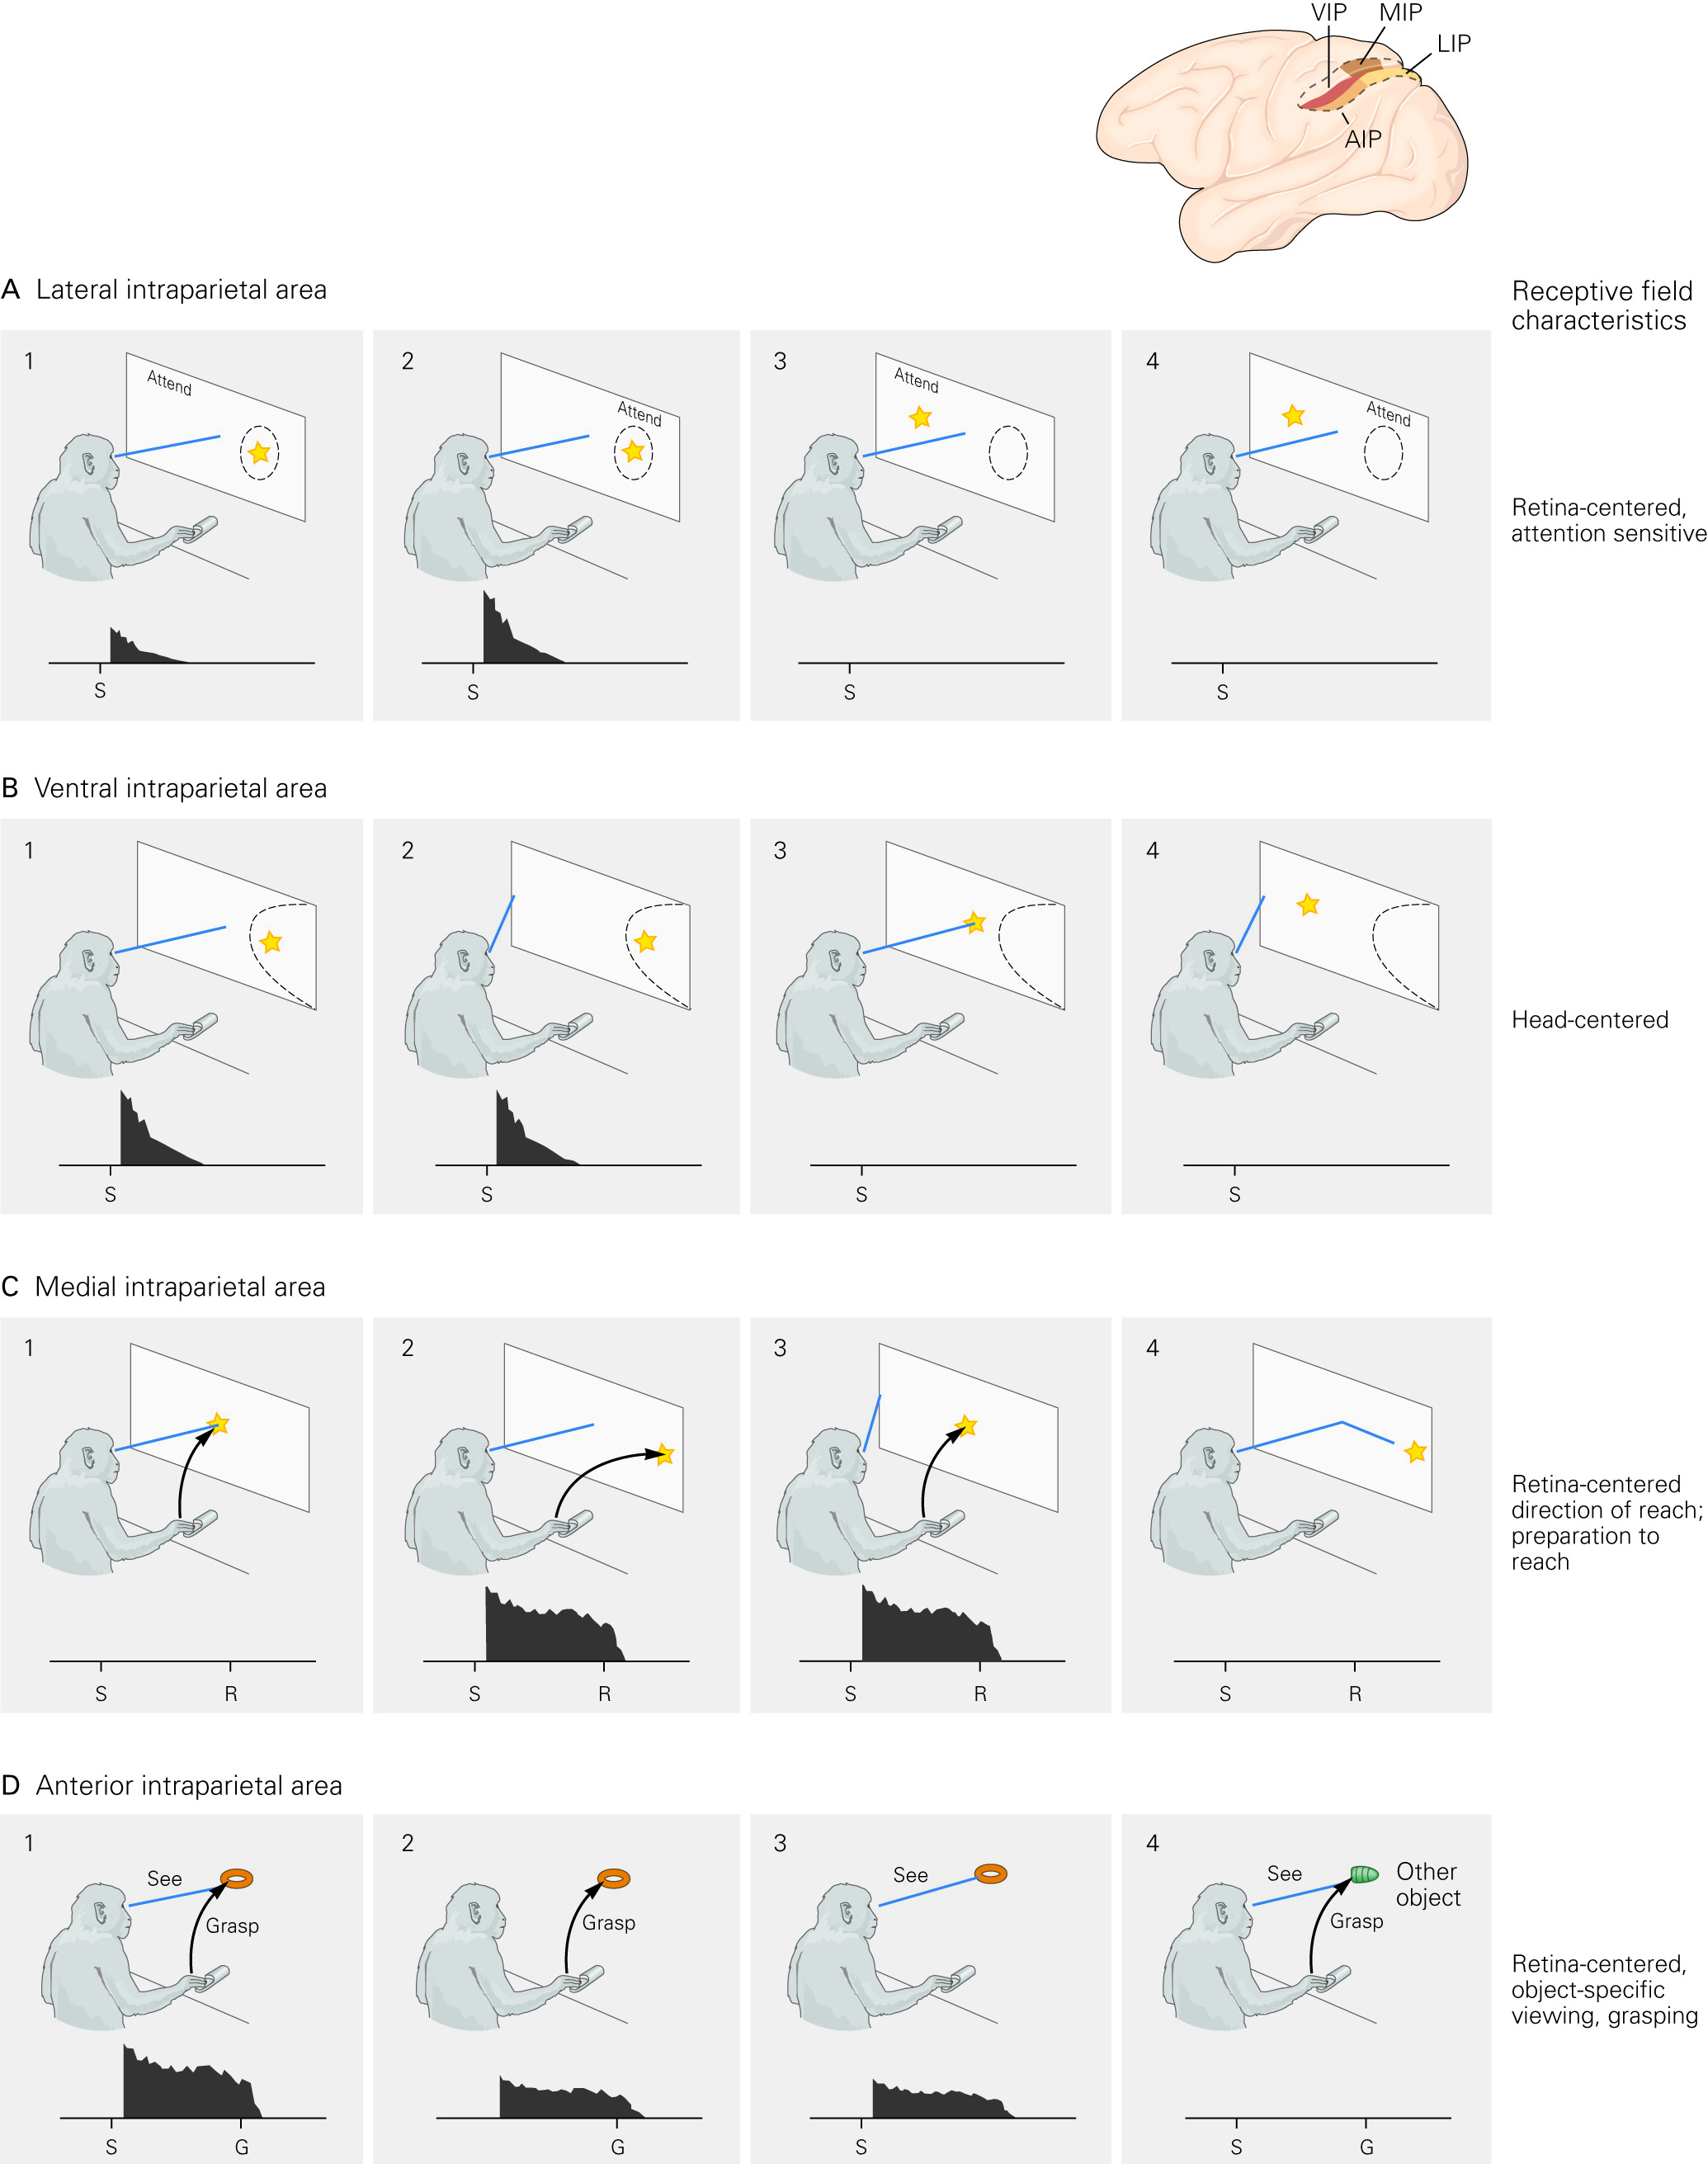 VIP MIP
LIP
AIP
A Lateral intraparietal area
Receptive field
characteristics
1
Attend
S
2
Attend
S
3
Attend
S
4
Attend
S
Retina-centered,
attention sensitive
B Ventral intraparietal area
1
S
2
S
3
S
4
S
Head-centered
C Medial intraparietal area
1
S R
2
S R
3
S R
4
S R
Retina-centered
direction of reach;
preparation to
reach
D Anterior intraparietal area
1
See
Grasp
S G
2
Grasp
G
3
See
S
4
See
Grasp
Other
object
S G
Retina-centered,
object-specific
viewing, grasping